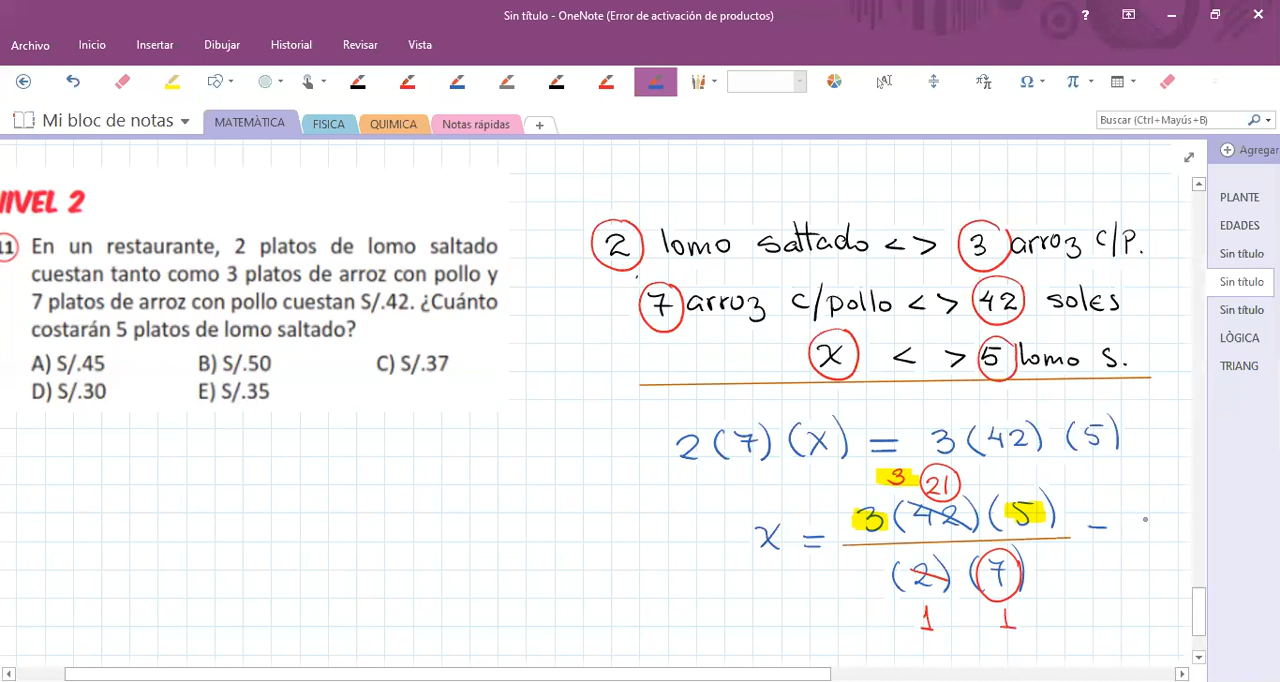 Sin título - OneNote (Error de activación de productos)
Archivo Inicio Insertar Dibujar Historial Revisar Vista
Mi bloc de notas MATEMÀTICA FISICA QUIMICA Notas rápidas
Buscar (Ctrl+Mayús+B)
Agregar
PLANTE
EDADES
Sin título
Sin título
Sin título
LÒGICA
TRIANG
NIVEL 2
11 En un restaurante, 2 platos de lomo saltado
cuestan tanto como 3 platos de arroz con pollo y
7 platos de arroz con pollo cuestan S/.42. ¿Cuánto
costarán 5 platos de lomo saltado?
A) S/.45 B) S/.50 C) S/.37
D) S/.30 E) S/.35
2 lomo saltado < > 3 arroz c/p.
7 arroz c/pollo < > 42 soles
x < > 5 lomo s.
2 (7) (x) = 3 (42) (5)
3 21
x = 3 (42) (5) -
(2) (7)
1 1